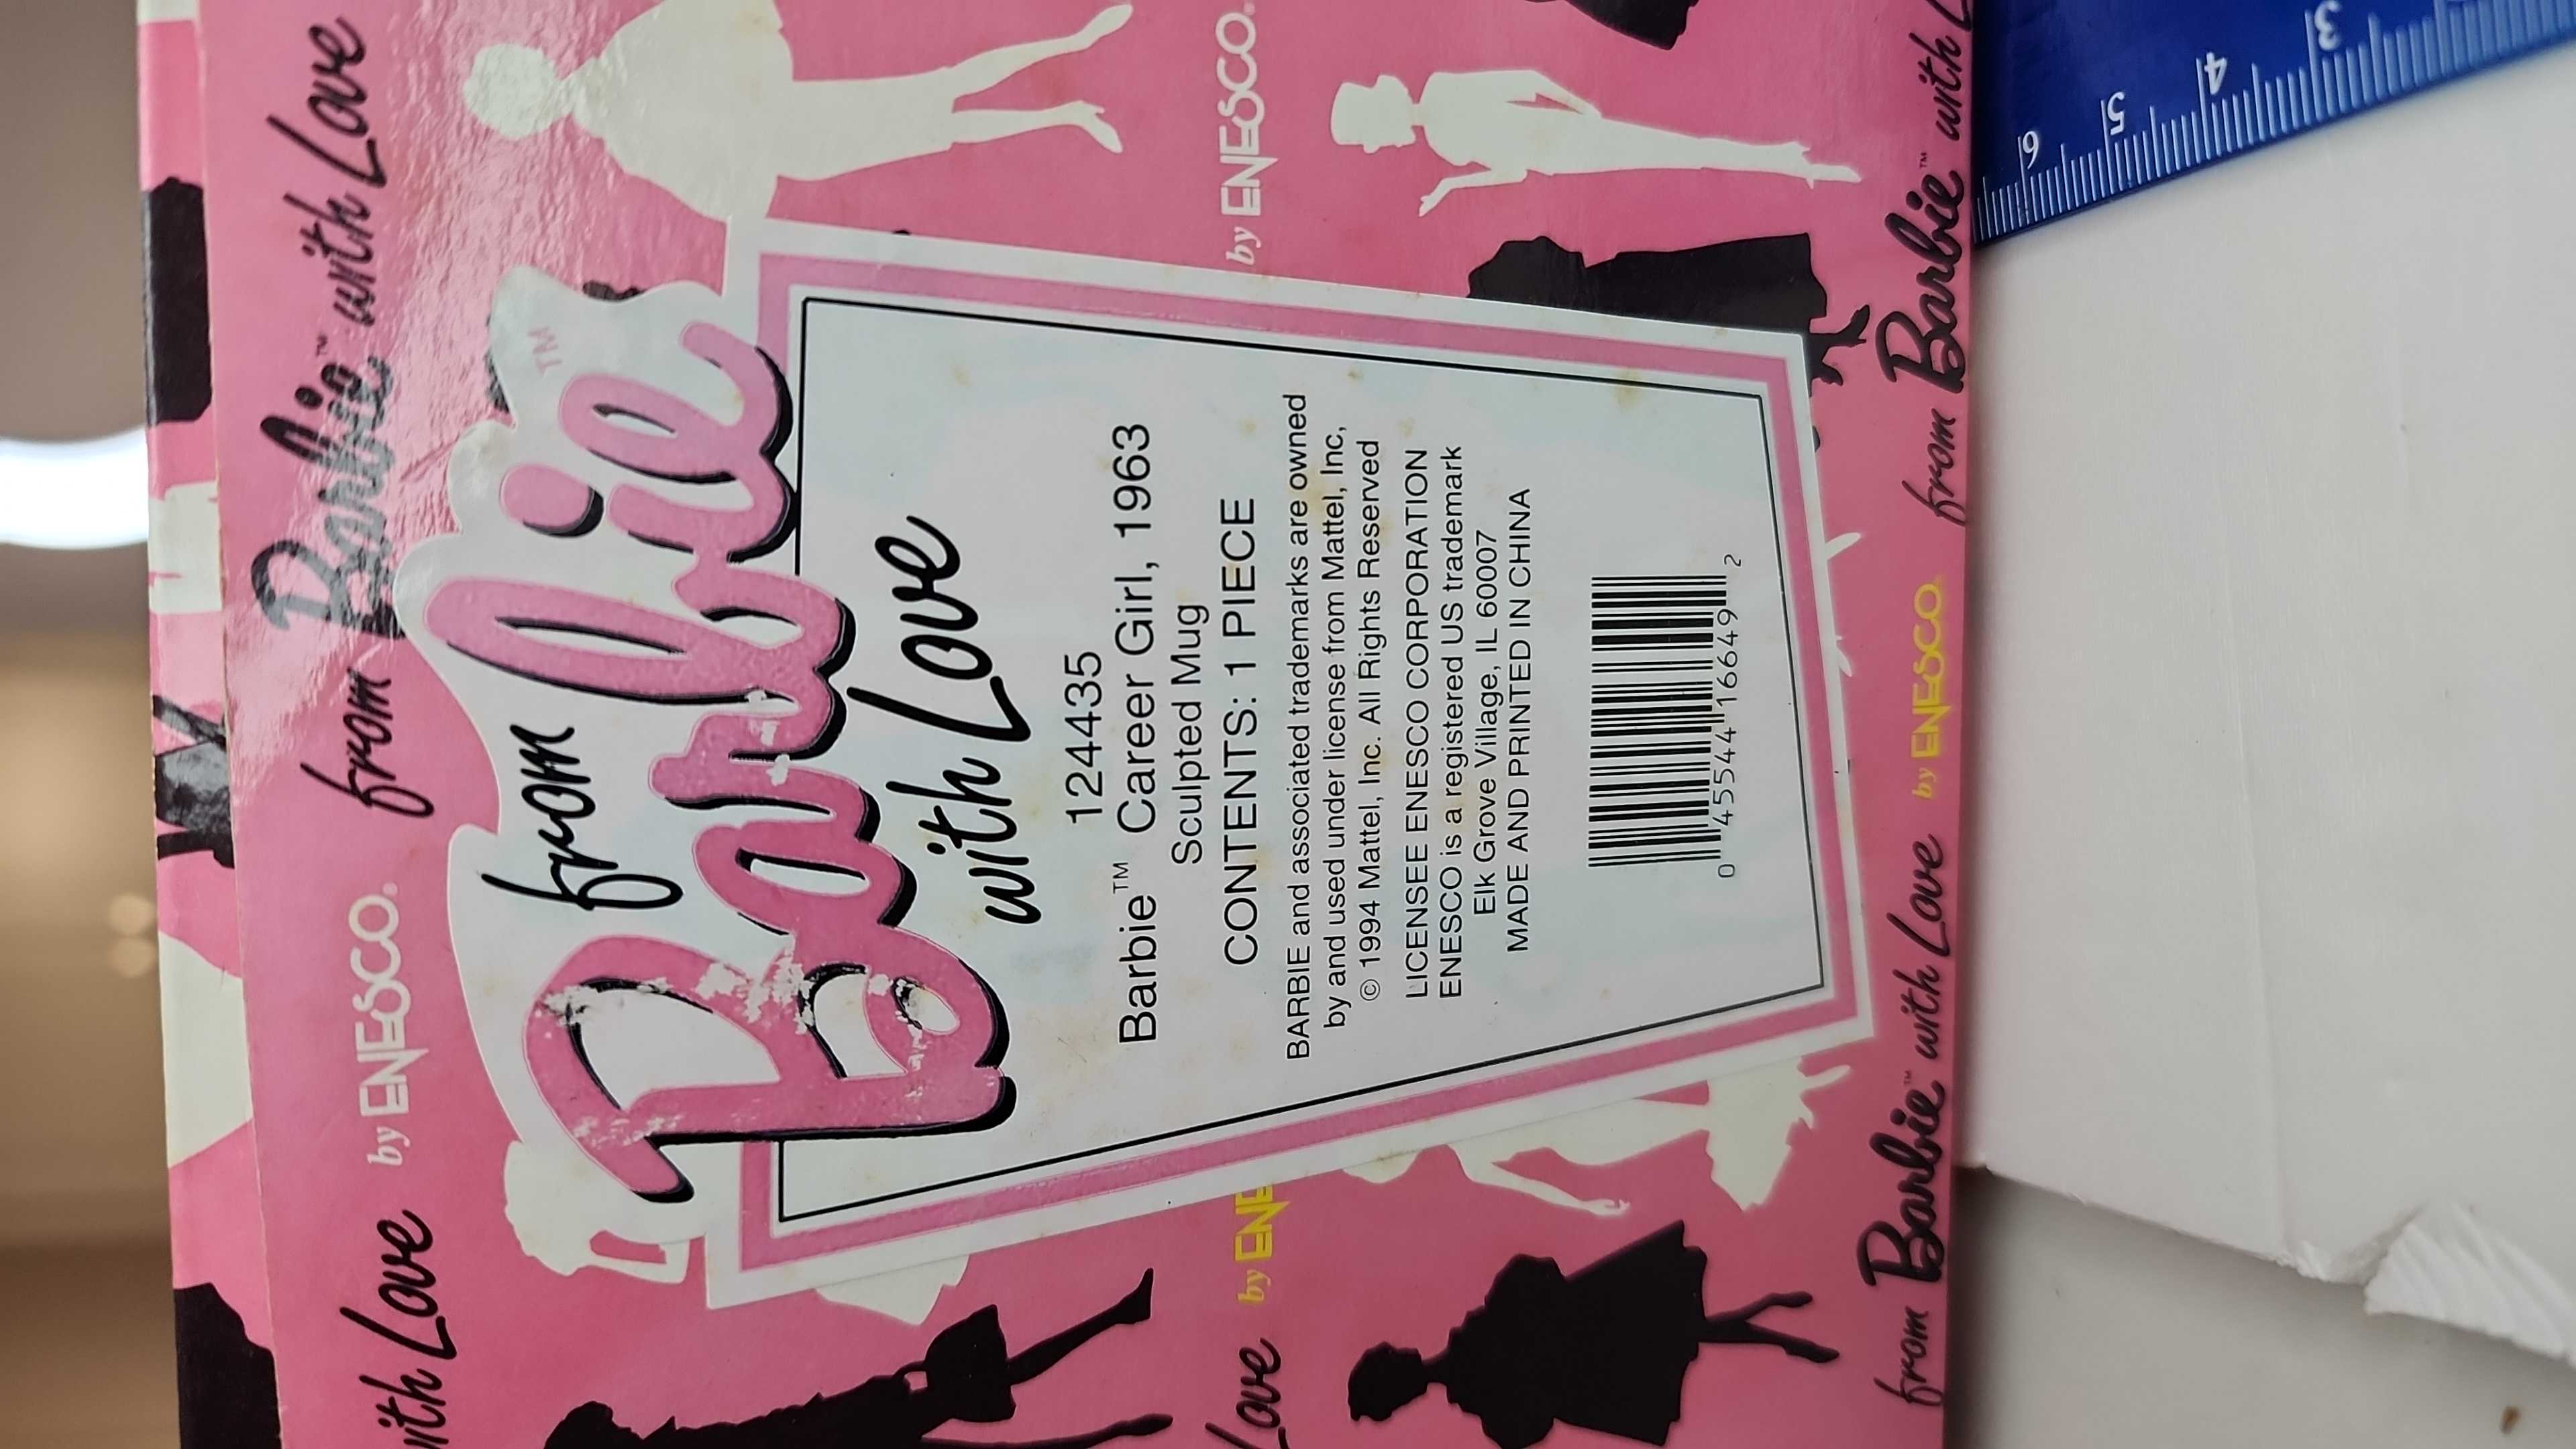 from Barbie™ with Love
by ENESCO.
with Love
from
Barbie™
with Love
124435
Barbie™ Career Girl, 1963
Sculpted Mug
CONTENTS: 1 PIECE
BARBIE and associated trademarks are owned
by and used under license from Mattel, Inc,
© 1994 Mattel, Inc. All Rights Reserved
LICENSEE ENESCO CORPORATION
ENESCO is a registered US trademark
Elk Grove Village, IL 60007
MADE AND PRINTED IN CHINA
0 45544 16649 2
by ENESCO.
by ENE
Love
from Barbie™ with Love by ENESCO. from Barbie™ with L
3 4 5 6